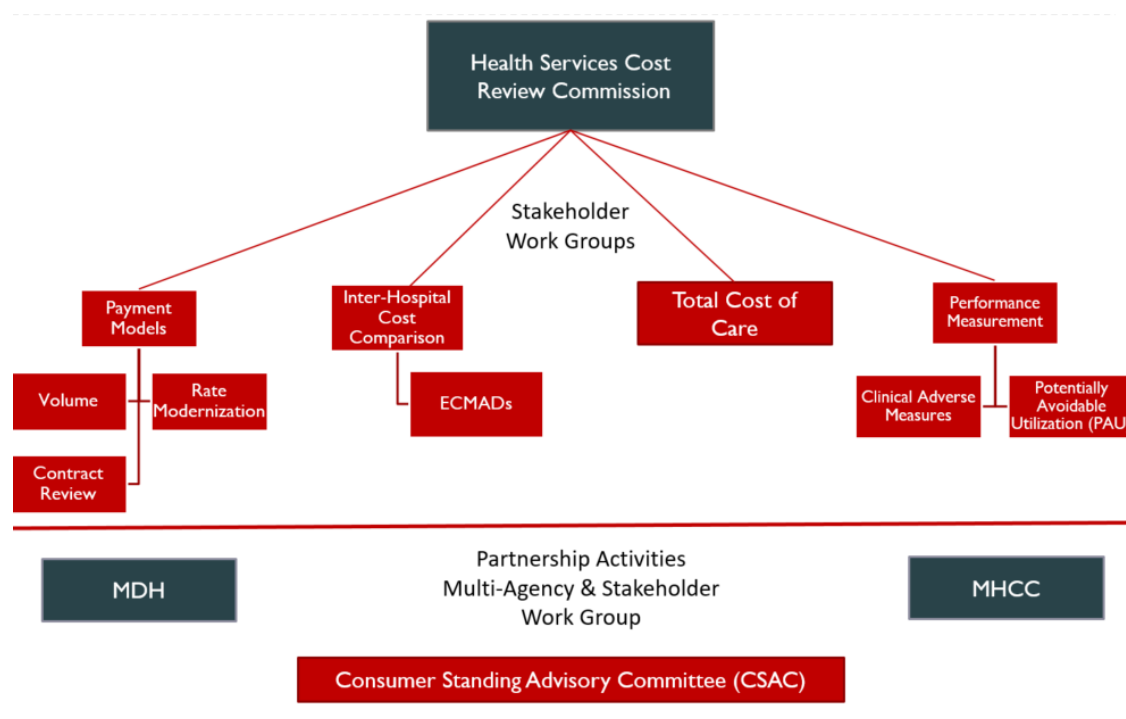 Health Services Cost
Review Commission
Stakeholder
Work Groups
Payment
Models
Inter-Hospital
Cost
Comparison
Total Cost of
Care
Performance
Measurement
Volume
Rate
Modernization
ECMADs
Clinical Adverse
Measures
Potentially
Avoidable
Utilization (PAU
Contract
Review
MDH
Partnership Activities
Multi-Agency & Stakeholder
Work Group
MHCC
Consumer Standing Advisory Committee (CSAC)